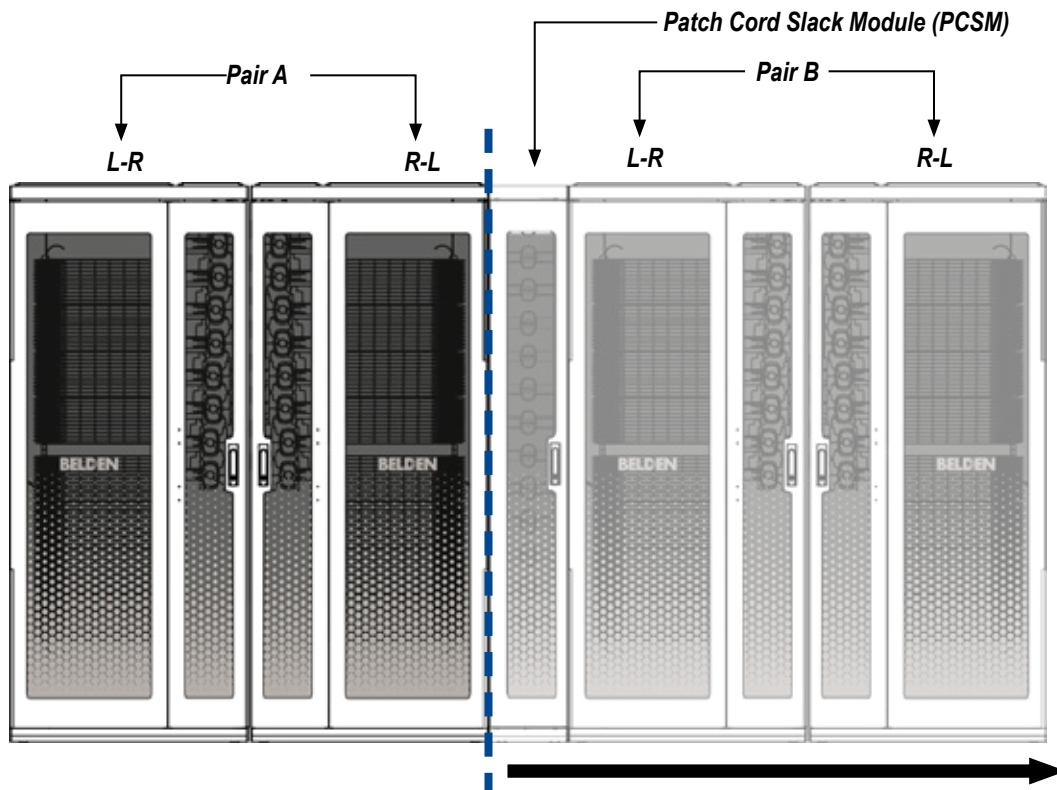 Patch Cord Slack Module (PCSM)
Pair A
Pair B
L-R
R-L
L-R
R-L
BELDEN
BELDEN
BELDEN
BELDEN